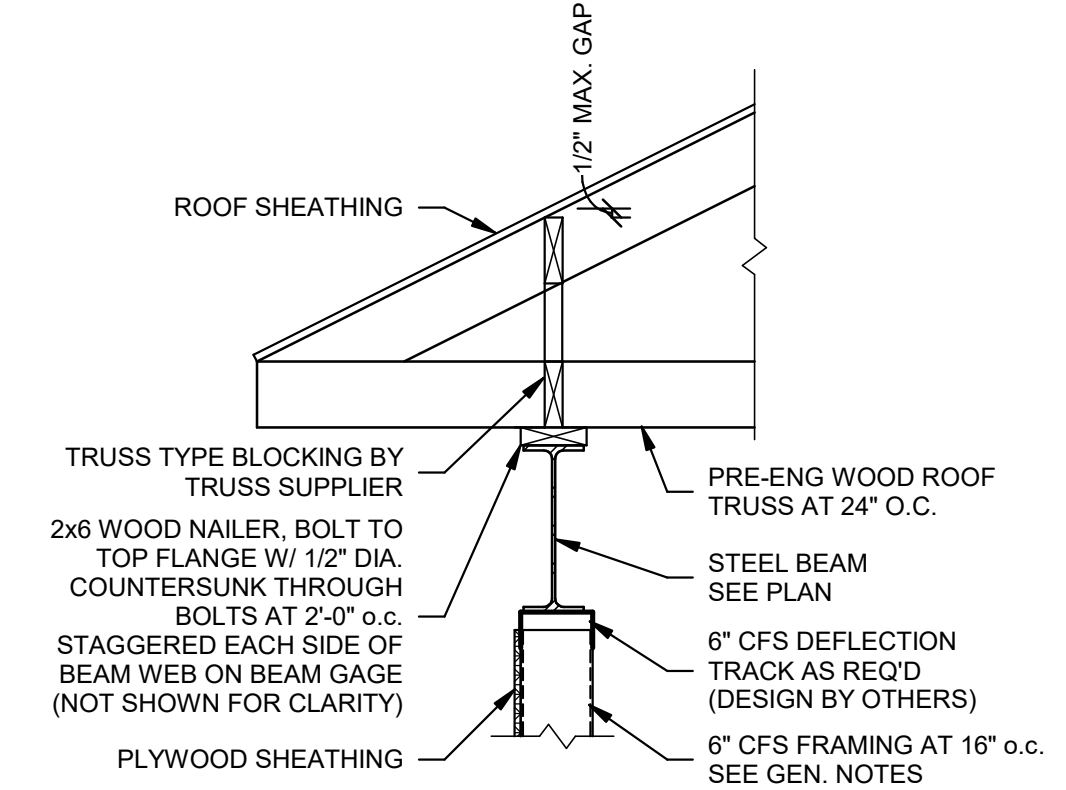 1/2" MAX. GAP
ROOF SHEATHING
TRUSS TYPE BLOCKING BY
TRUSS SUPPLIER
2x6 WOOD NAILER, BOLT TO
TOP FLANGE W/ 1/2" DIA.
COUNTERSUNK THROUGH
BOLTS AT 2'-0" o.c.
STAGGERED EACH SIDE OF
BEAM WEB ON BEAM GAGE
(NOT SHOWN FOR CLARITY)
PLYWOOD SHEATHING
PRE-ENG WOOD ROOF
TRUSS AT 24" O.C.
STEEL BEAM
SEE PLAN
6" CFS DEFLECTION
TRACK AS REQ'D
(DESIGN BY OTHERS)
6" CFS FRAMING AT 16" o.c.
SEE GEN. NOTES